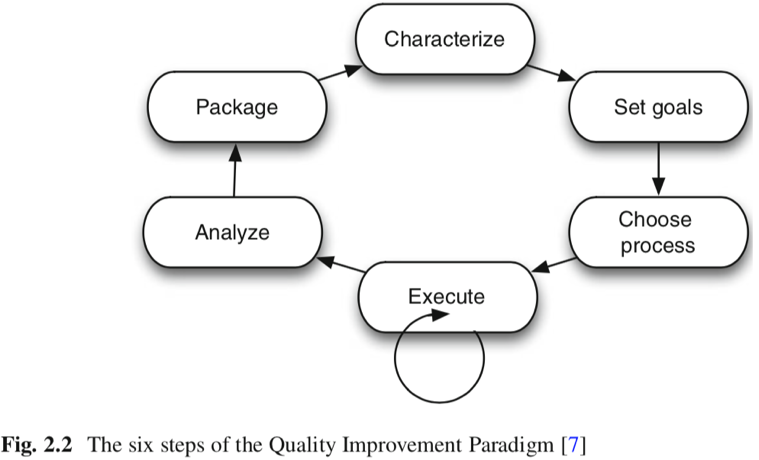 Characterize
Package
Set goals
Analyze
Choose
process
Execute
Fig. 2.2 The six steps of the Quality Improvement Paradigm [7]